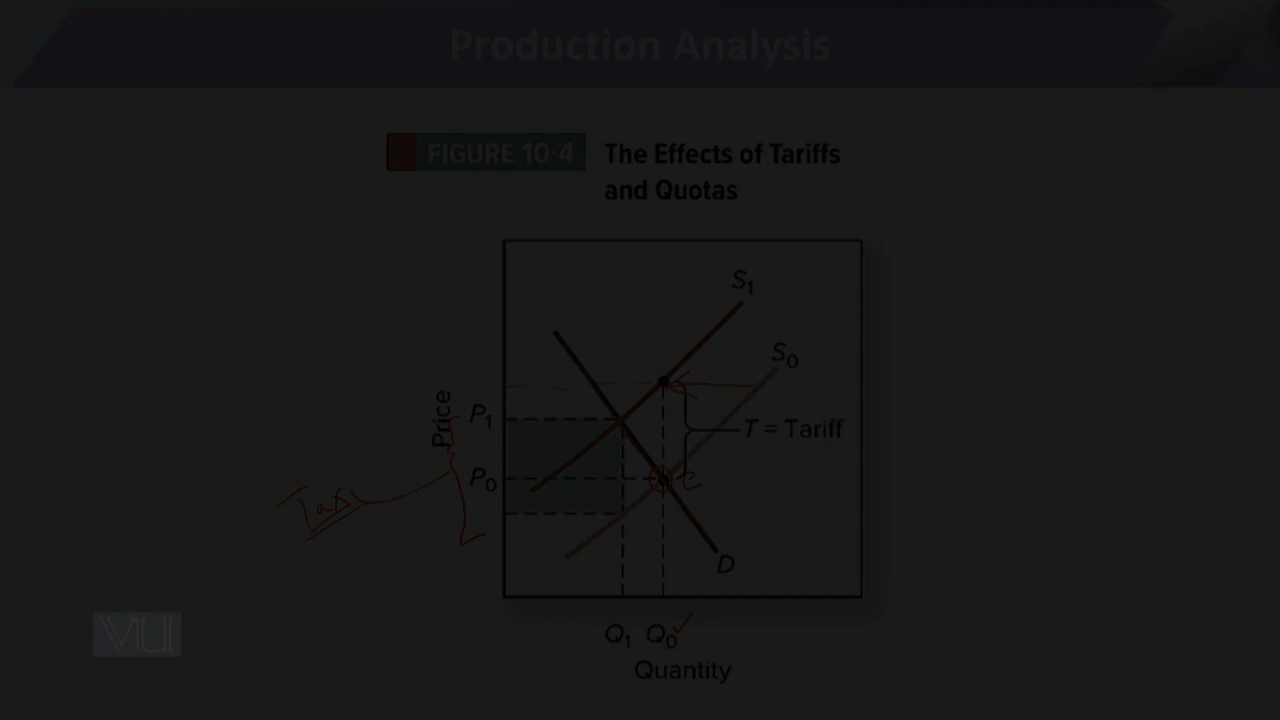 Production Analysis
FIGURE 10-4 The Effects of Tariffs
and Quotas
S1
S0
Price
P1
T = Tariff
P0
e
D
Q1 Q0
Quantity
VU